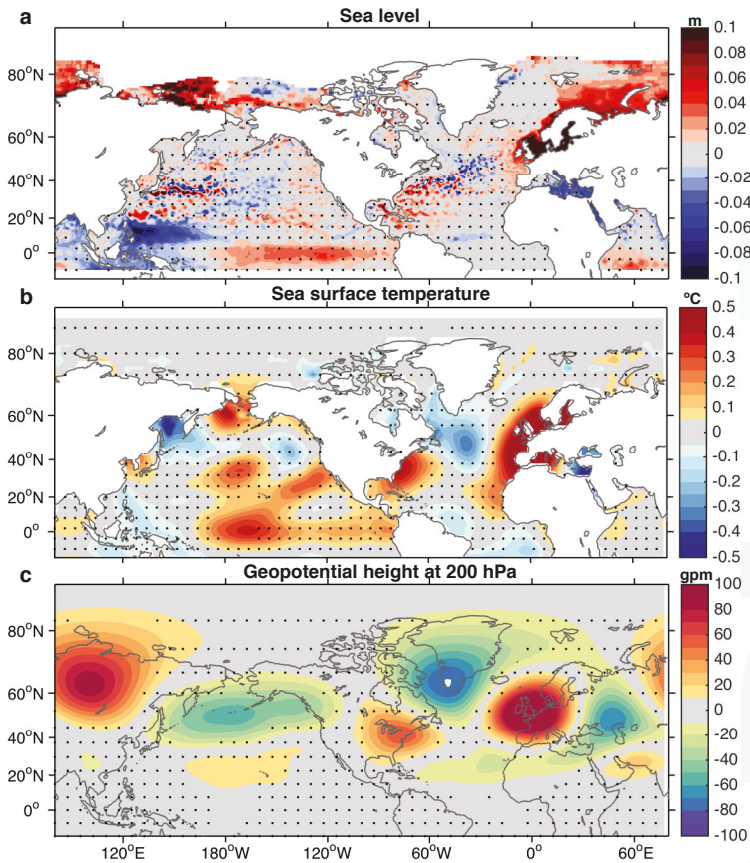 a
Sea level
m
80°N
60°N
40°N
20°N
0°
0.1
0.08
0.06
0.04
0.02
0
-0.02
-0.04
-0.06
-0.08
-0.1
b
Sea surface temperature
°C
80°N
60°N
40°N
20°N
0°
0.5
0.4
0.3
0.2
0.1
0.05
-0.05
-0.1
-0.2
-0.3
-0.4
-0.5
c
Geopotential height at 200 hPa
gpm
80°N
60°N
40°N
20°N
0°
100
80
60
40
20
0
-20
-40
-60
-80
-100
120°E
180°W
120°W
60°W
0°
60°E